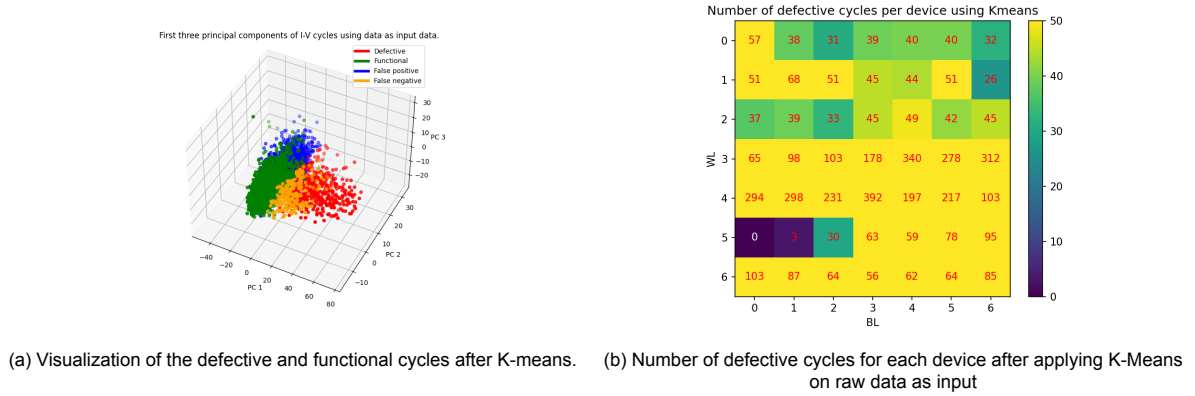 First three principal components of I-V cycles using data as input data.
Defective
Functional
False positive
False negative
30
20
10
0
−10
−20
PC 3
30
20
10
0
−10
PC 2
−40
−20
0
20
40
60
80
PC 1
Number of defective cycles per device using Kmeans
0 57 38 31 39 40 40 32
1 51 68 51 45 44 51 26
2 37 39 33 45 49 42 45
3 65 98 103 178 340 278 312
4 294 298 231 392 197 217 103
5 0 3 30 63 59 78 95
6 103 87 64 56 62 64 85
0 1 2 3 4 5 6
WL
BL
50
40
30
20
10
0
(a) Visualization of the defective and functional cycles after K-means.
(b) Number of defective cycles for each device after applying K-Means
on raw data as input